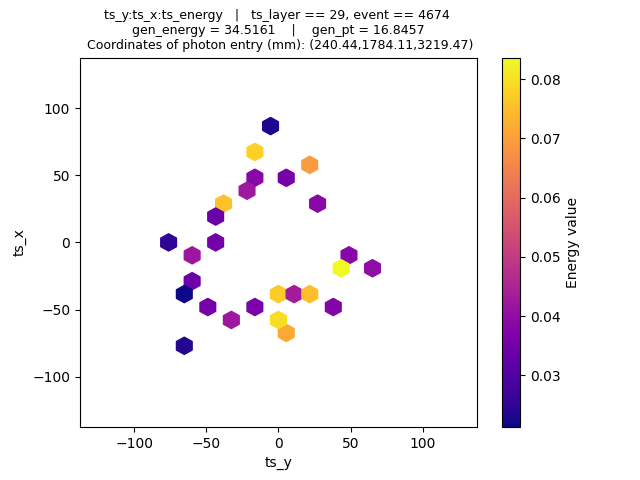 ts_y:ts_x:ts_energy   |   ts_layer == 29, event == 4674
gen_energy = 34.5161    |    gen_pt = 16.8457
Coordinates of photon entry (mm): (240.44,1784.11,3219.47)
100
50
0
−50
−100
ts_x
−100
−50
0
50
100
ts_y
0.08
0.07
0.06
0.05
0.04
0.03
Energy value